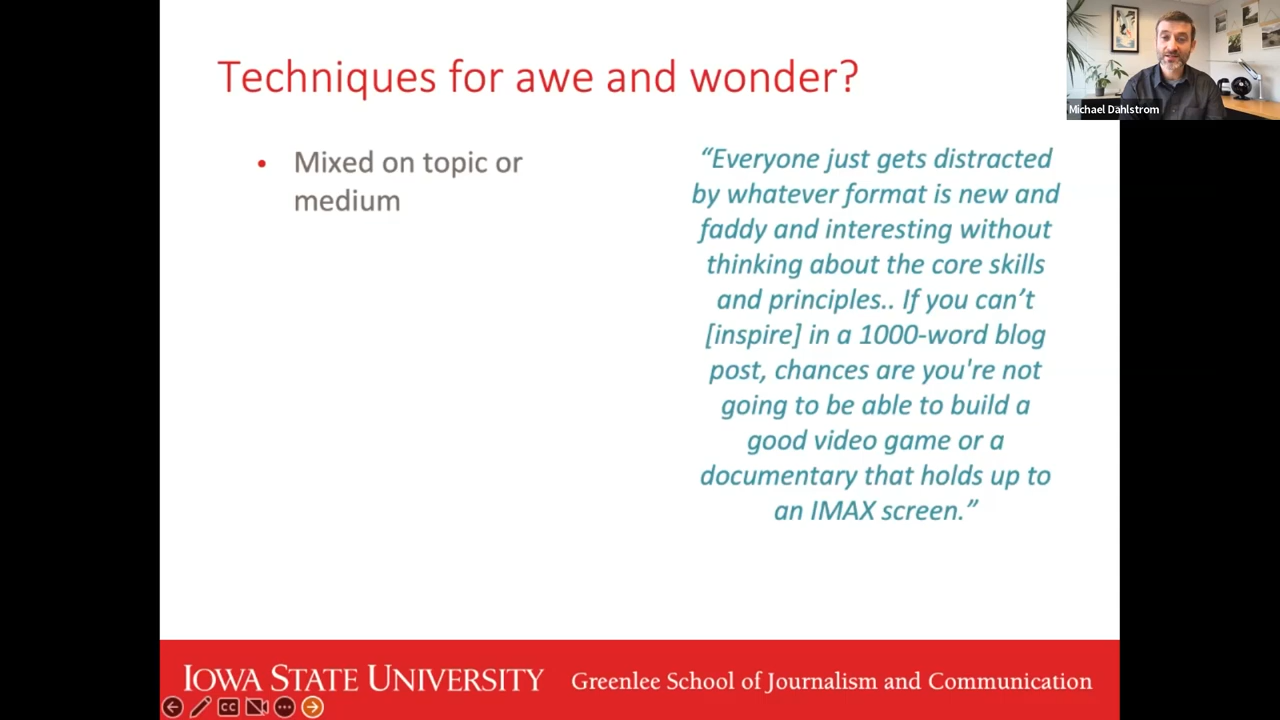 Techniques for awe and wonder?
Michael Dahlstrom
• Mixed on topic or
medium
“Everyone just gets distracted
by whatever format is new and
faddy and interesting without
thinking about the core skills
and principles.. If you can’t
[inspire] in a 1000-word blog
post, chances are you're not
going to be able to build a
good video game or a
documentary that holds up to
an IMAX screen.”
IOWA STATE UNIVERSITY Greenlee School of Journalism and Communication
CC